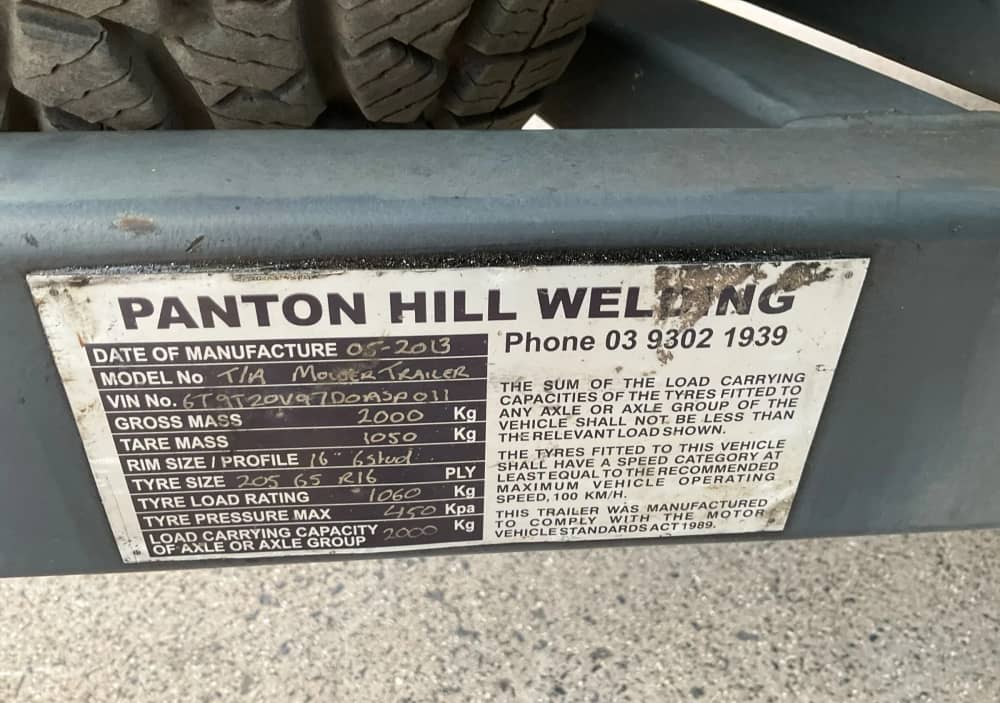 PANTON HILL WELDING
Phone 03 9302 1939
DATE OF MANUFACTURE 05-2013
MODEL No T/A MOWER TRAILER
VIN No.
GROSS MASS 2000 Kg
TARE MASS 1050 Kg
RIM SIZE / PROFILE 16" 6 stud
TYRE SIZE 205 65 R16 PLY
TYRE LOAD RATING 1060 Kg
TYRE PRESSURE MAX 450 Kpa
LOAD CARRYING CAPACITY 2000 Kg
OF AXLE OR AXLE GROUP
THE SUM OF THE LOAD CARRYING
CAPACITIES OF THE TYRES FITTED TO
ANY AXLE OR AXLE GROUP OF THE
VEHICLE SHALL NOT BE LESS THAN
THE RELEVANT LOAD SHOWN.
THE TYRES FITTED TO THIS VEHICLE
SHALL HAVE A SPEED CATEGORY AT
LEAST EQUAL TO THE RECOMMENDED
MAXIMUM VEHICLE OPERATING
SPEED, 100 KM/H.
THIS TRAILER WAS MANUFACTURED
TO COMPLY WITH THE MOTOR
VEHICLE STANDARDS ACT 1989.